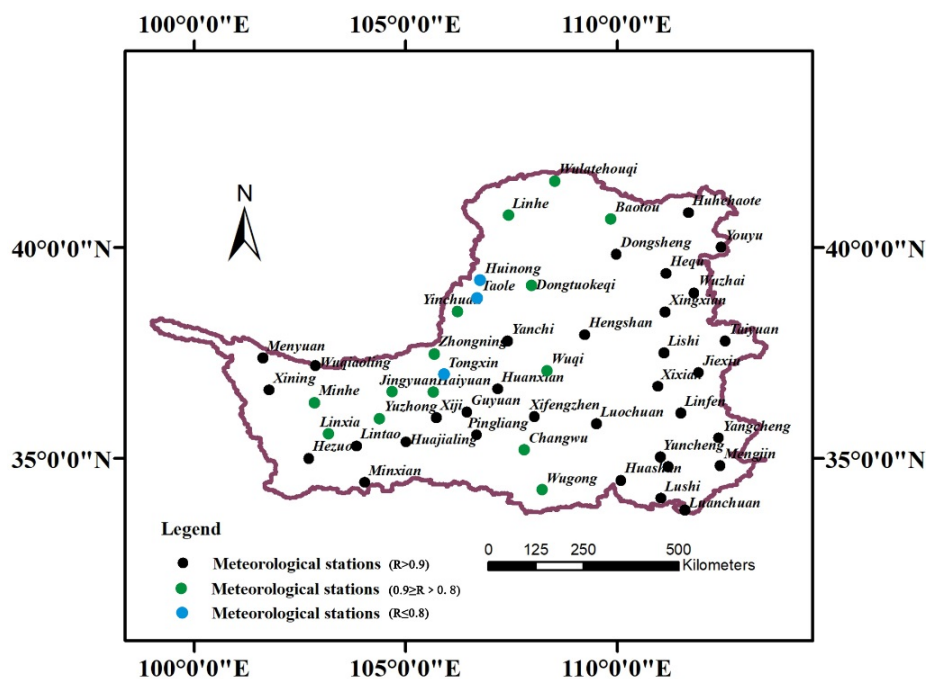 100°0'0"E 105°0'0"E 110°0'0"E
N
Wulatehouqi
Linhe
Baotou
Huhehaote
40°0'0"N
Dongsheng
Youyu
40°0'0"N
Huinong
Hequ
Taole
Dongtuokeqi
Wuzhai
Yinchuan
Xingxian
Hengshan
Yanchi
Taiyuan
Zhongning
Lishi
Menyuan
Wuqiaoling
Tongxin
Wuqi
Jiexiu
Xining
Jingyuan
Haiyuan
Huanxian
Xixian
Minhe
Guyuan
Linfen
Yuzhong
Xiji
Xifengzhen
Luochuan
Linxia
Pingliang
Yangcheng
Lintao
Huajialing
Changwu
Yuncheng
Hezuo
35°0'0"N
Mengjin
35°0'0"N
Minxian
Huashan
Wugong
Lushi
Luanchuan
Legend
Meteorological stations (R>0.9)
Meteorological stations (0.9≥R > 0. 8)
Meteorological stations (R≤0.8)
0 125 250 500
Kilometers
100°0'0"E 105°0'0"E 110°0'0"E